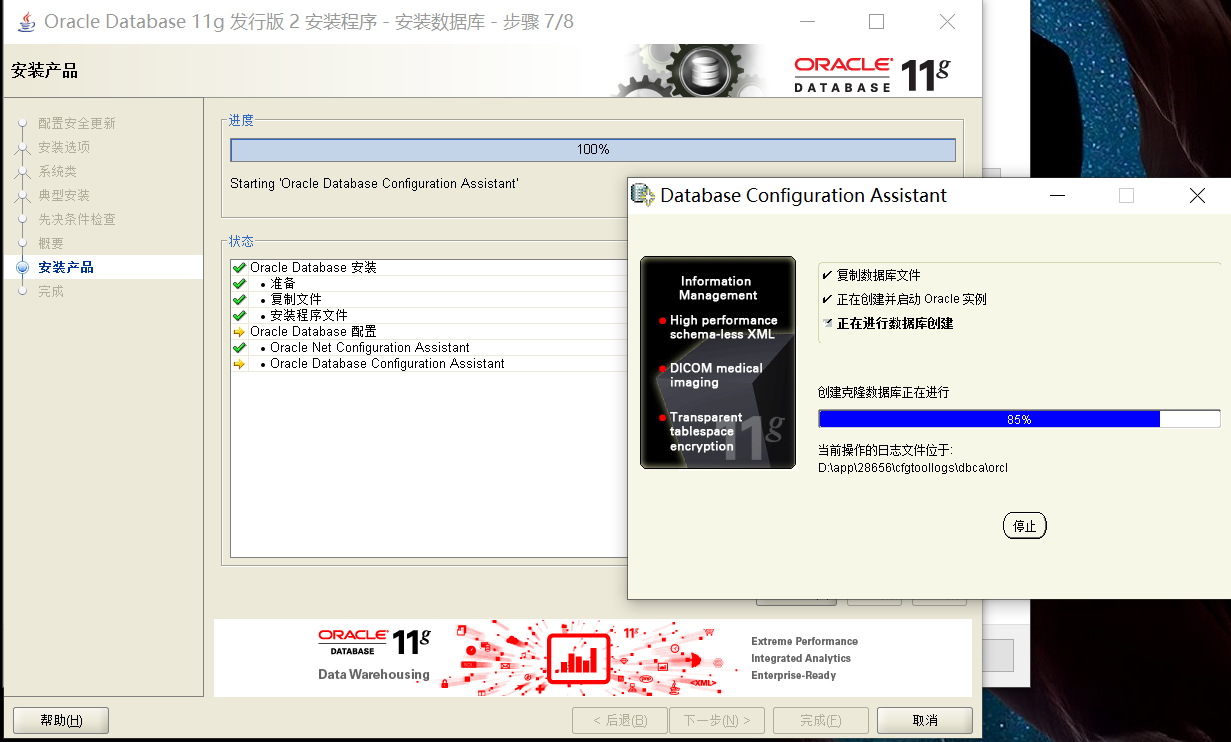 Oracle Database 11g 发行版 2 安装程序 - 安装数据库 - 步骤 7/8
安装产品
ORACLE
DATABASE
11g
配置安全更新
安装选项
系统类
典型安装
先决条件检查
概要
安装产品
完成
进度
100%
Starting 'Oracle Database Configuration Assistant'
状态
Oracle Database 安装
• 准备
• 复制文件
• 安装程序文件
Oracle Database 配置
• Oracle Net Configuration Assistant
• Oracle Database Configuration Assistant
Database Configuration Assistant
Information
Management
High performance
schema-less XML
DICOM medical
imaging
Transparent
tablespace
encryption
11g
复制数据库文件
正在创建并启动 Oracle 实例
正在进行数据库创建
创建克隆数据库正在进行
85%
当前操作的日志文件位于:
D:\app\28656\cfgtoollogs\dbca\orcl
停止
ORACLE
DATABASE
11g
Data Warehousing
11g
<XML>
Extreme Performance
Integrated Analytics
Enterprise-Ready
帮助(H)
< 后退(B)
下一步(N) >
完成(F)
取消